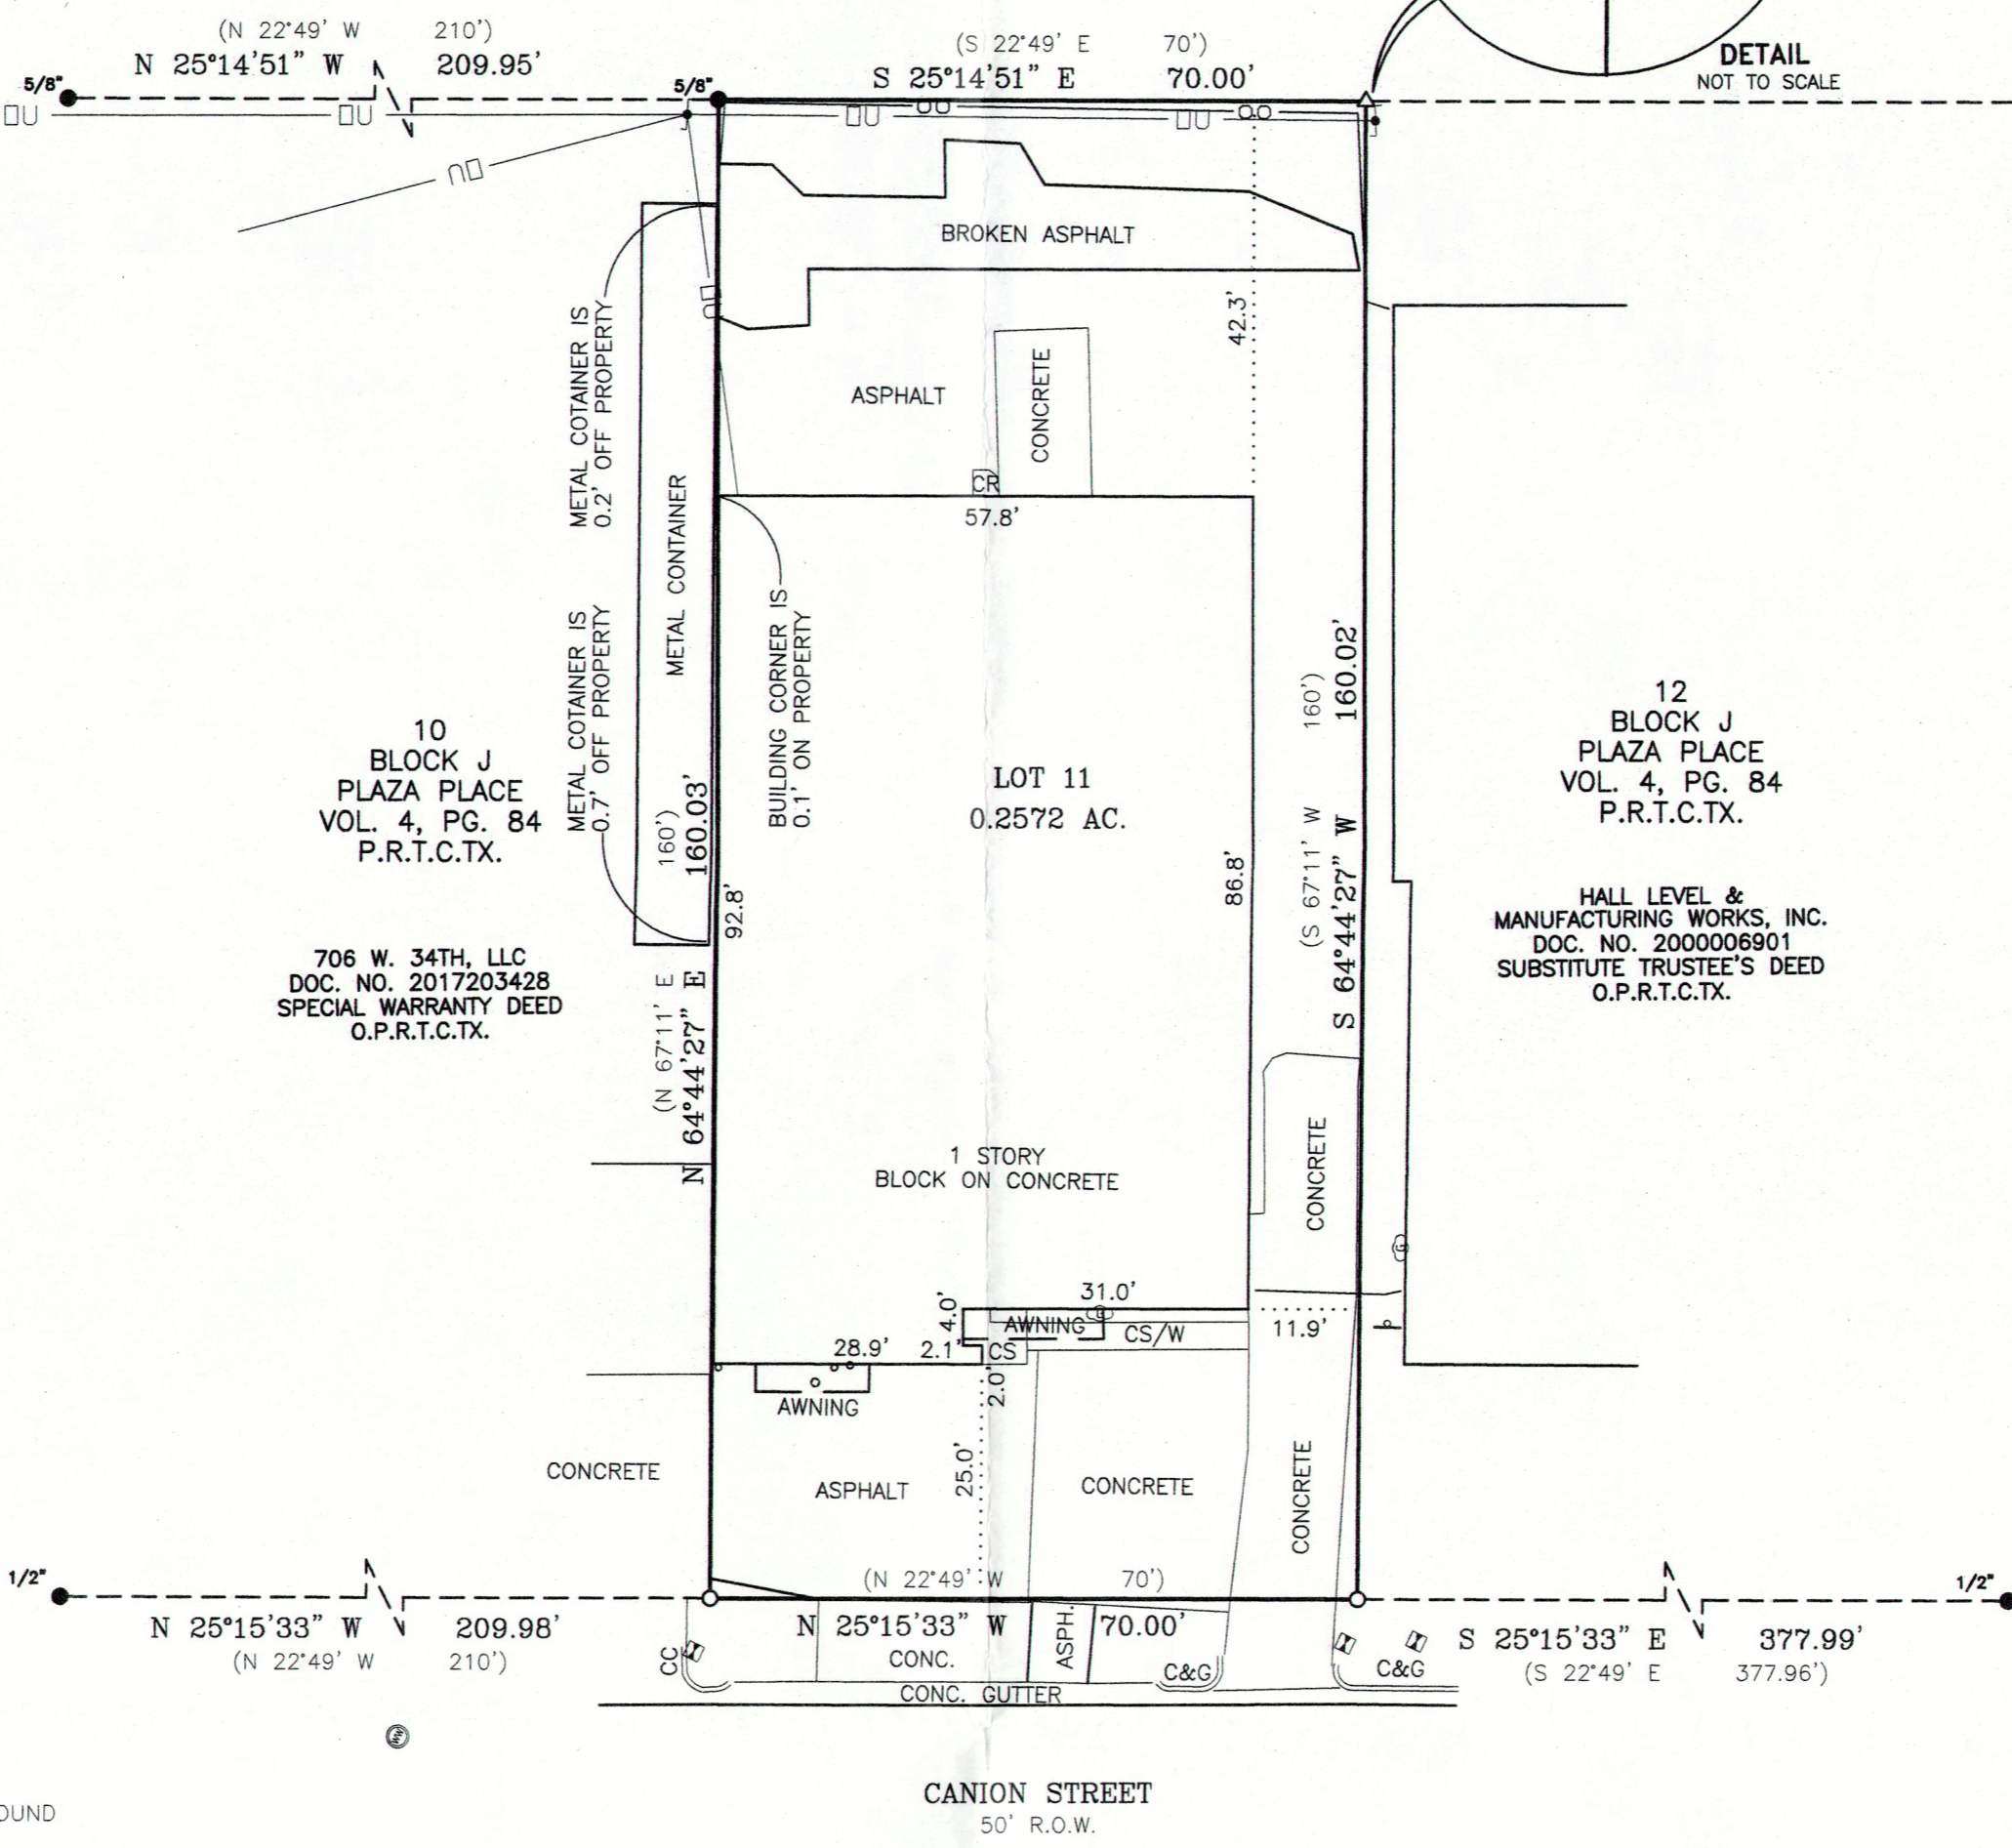 (N 22°49' W 210')
N 25°14'51" W 209.95'
(S 22°49' E 70')
S 25°14'51" E 70.00'
DETAIL
NOT TO SCALE
5/8"
5/8"
BROKEN ASPHALT
42.3'
METAL COTAINER IS
0.2' OFF PROPERTY
ASPHALT
CONCRETE
CR
57.8'
METAL CONTAINER
METAL COTAINER IS
0.7' OFF PROPERTY
BUILDING CORNER IS
0.1' ON PROPERTY
(N 67°11' E 160')
N 64°44'27" E 160.03'
92.8'
LOT 11
0.2572 AC.
86.8'
(S 67°11' W 160')
S 64°44'27" W 160.02'
10
BLOCK J
PLAZA PLACE
VOL. 4, PG. 84
P.R.T.C.TX.
706 W. 34TH, LLC
DOC. NO. 2017203428
SPECIAL WARRANTY DEED
O.P.R.T.C.TX.
12
BLOCK J
PLAZA PLACE
VOL. 4, PG. 84
P.R.T.C.TX.
HALL LEVEL &
MANUFACTURING WORKS, INC.
DOC. NO. 2000006901
SUBSTITUTE TRUSTEE'S DEED
O.P.R.T.C.TX.
1 STORY
BLOCK ON CONCRETE
CONCRETE
G
31.0'
4.0'
AWNING
CS/W
11.9'
28.9'
2.1'
CS
2.0'
AWNING
CONCRETE
ASPHALT
25.0'
CONCRETE
CONCRETE
1/2"
(N 22°49' W 70')
1/2"
N 25°15'33" W 209.98'
(N 22°49' W 210')
N 25°15'33" W 70.00'
S 25°15'33" E 377.99'
(S 22°49' E 377.96')
CC
CONC.
ASPH.
C&G
C&G
CONC. GUTTER
WW
CANION STREET
50' R.O.W.
OUND